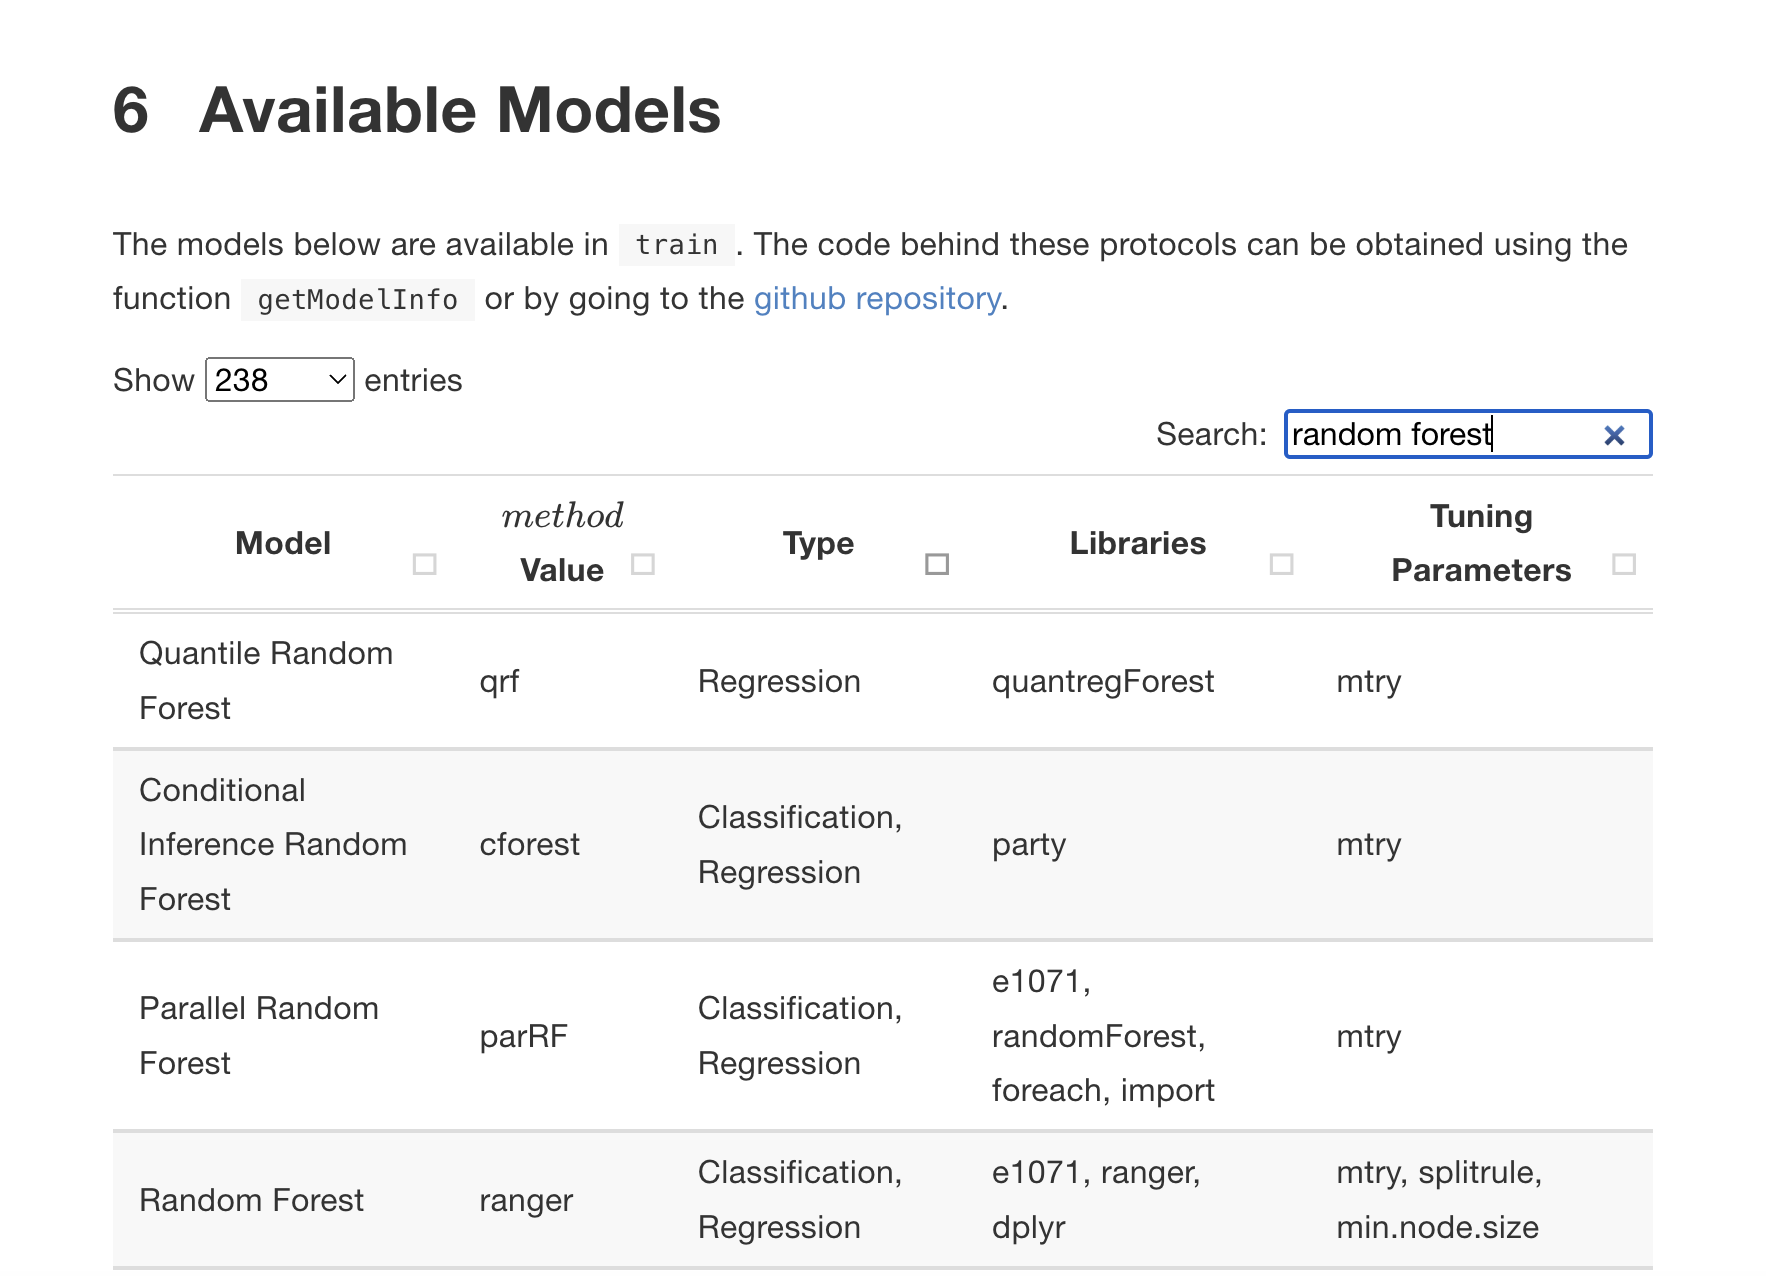 6 Available Models
The models below are available in train . The code behind these protocols can be obtained using the
function getModelInfo or by going to the github repository.
Show 238 entries
Search: random forest
Model method Value Type Libraries Tuning Parameters
Quantile Random
Forest
qrf
Regression
quantregForest
mtry
Conditional
Inference Random
Forest
cforest
Classification,
Regression
party
mtry
Parallel Random
Forest
parRF
Classification,
Regression
e1071,
randomForest,
foreach, import
mtry
Random Forest
ranger
Classification,
Regression
e1071, ranger,
dplyr
mtry, splitrule,
min.node.size